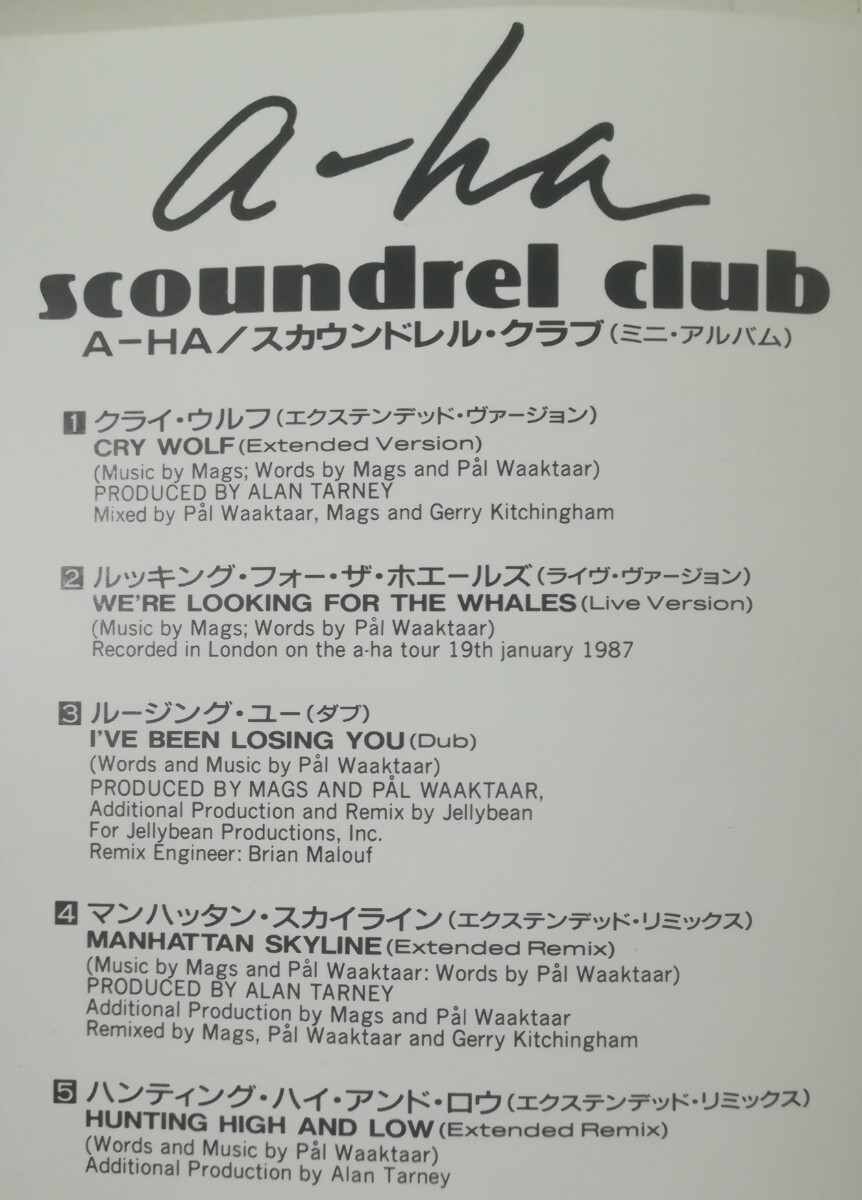 a-ha
scoundrel club
A-HA/スカウンドレル・クラブ(ミニ・アルバム)
1 クライ・ウルフ(エクステンデッド・ヴァージョン)
CRY WOLF(Extended Version)
(Music by Mags; Words by Mags and Pål Waaktaar)
PRODUCED BY ALAN TARNEY
Mixed by Pål Waaktaar, Mags and Gerry Kitchingham
2 ルッキング・フォー・ザ・ホエールズ(ライヴ・ヴァージョン)
WE'RE LOOKING FOR THE WHALES(Live Version)
(Music by Mags; Words by Pål Waaktaar)
Recorded in London on the a-ha tour 19th january 1987
3 ルージング・ユー(ダブ)
I'VE BEEN LOSING YOU(Dub)
(Words and Music by Pål Waaktaar)
PRODUCED BY MAGS AND PÅL WAAKTAAR,
Additional Production and Remix by Jellybean
For Jellybean Productions, Inc.
Remix Engineer: Brian Malouf
4 マンハッタン・スカイライン(エクステンデッド・リミックス)
MANHATTAN SKYLINE(Extended Remix)
(Music by Mags and Pål Waaktaar: Words by Pål Waaktaar)
PRODUCED BY ALAN TARNEY
Additional Production by Mags and Pål Waaktaar
Remixed by Mags, Pål Waaktaar and Gerry Kitchingham
5 ハンティング・ハイ・アンド・ロウ(エクステンデッド・リミックス)
HUNTING HIGH AND LOW(Extended Remix)
(Words and Music by Pål Waaktaar)
Additional Production by Alan Tarney